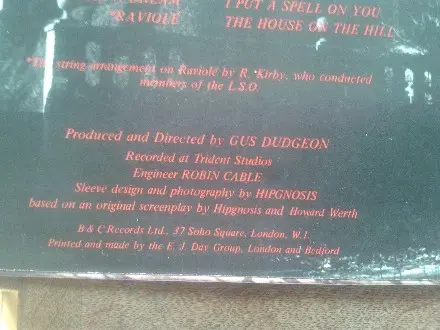 I PUT A SPELL ON YOU
*RAVIOLE THE HOUSE ON THE HILL
*The string arrangement on Raviole by R. Kirby, who conducted
members of the L.S.O
Produced and Directed by GUS DUDGEON
Recorded at Trident Studios
Engineer ROBIN CABLE
Sleeve design and photography by HIPGNOSIS
based on an original screenplay by Hipgnosis and Howard Werth
B & C Records Ltd., 37 Soho Square, London, W.1.
Printed and made by the E. J. Day Group, London and Bedford